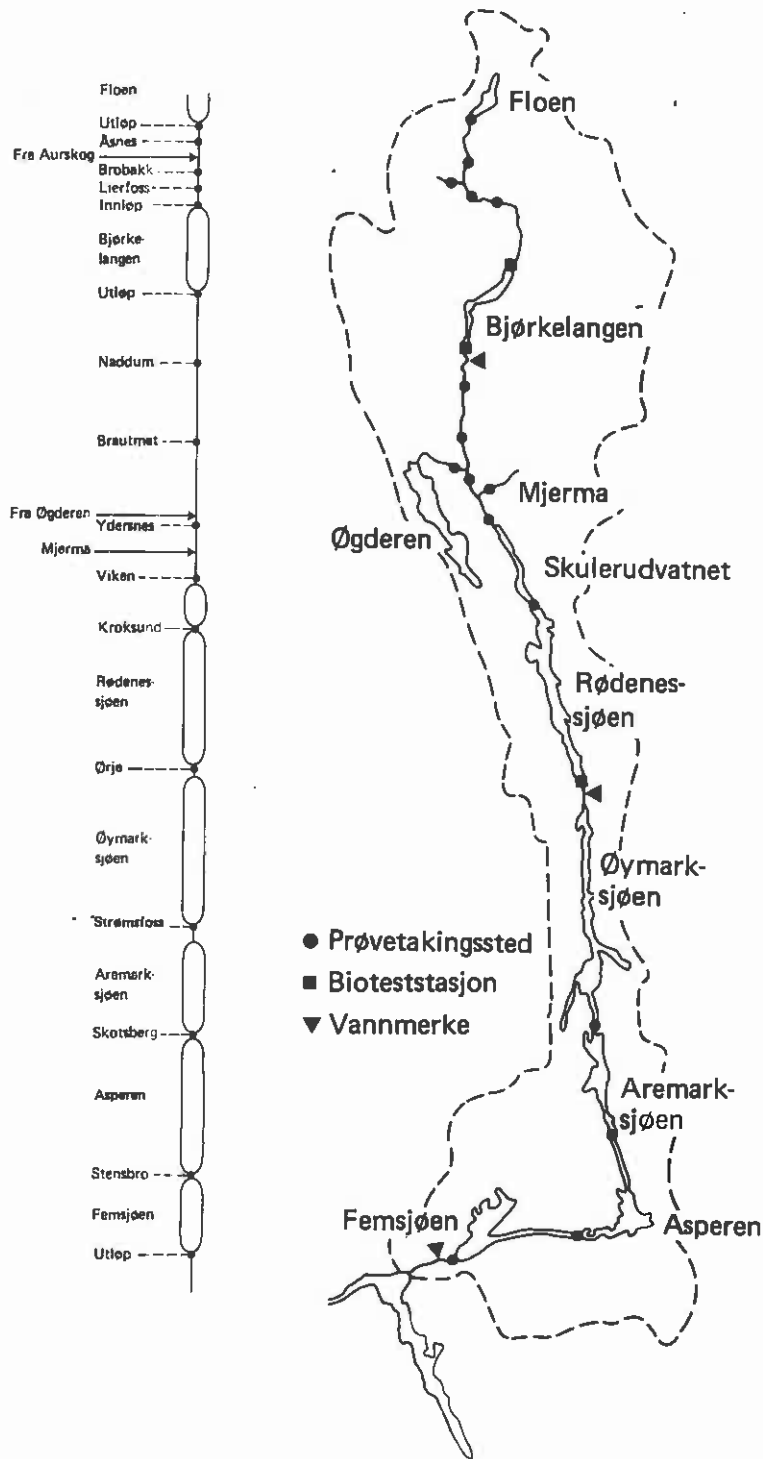 Floen
Utløp
Åsnes
Fra Aurskog
Brobakk
Lierfoss
Innløp
Bjørke-
langen
Utløp
Naddum
Brautmet
Fra Øgderen
Ydersnes
Mjerma
Viken
Kroksund
Rødenes-
sjøen
Ørje
Øymark-
sjøen
Strømsfoss
Aremark-
sjøen
Skotsberg
Asperen
Stensbro
Femsjøen
Utløp
Floen
Bjørkelangen
Mjerma
Øgderen
Skulerudvatnet
Rødenes-
sjøen
Øymark-
sjøen
● Prøvetakingssted
■ Bioteststasjon
▼ Vannmerke
Aremark-
sjøen
Femsjøen
Asperen